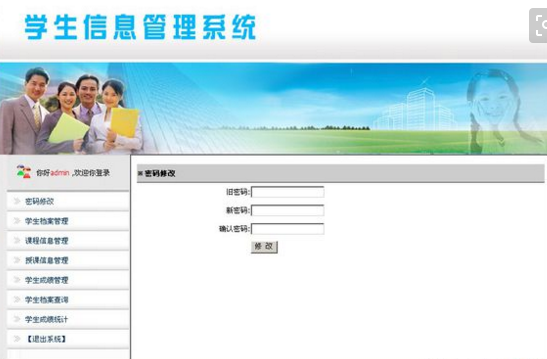 学生信息管理系统
你好admin ,欢迎你登录
密码修改
学生档案管理
课程信息管理
授课信息管理
学生成绩管理
学生档案查询
学生成绩统计
【退出系统】
密码修改
旧密码:
新密码:
确认密码:
修 改